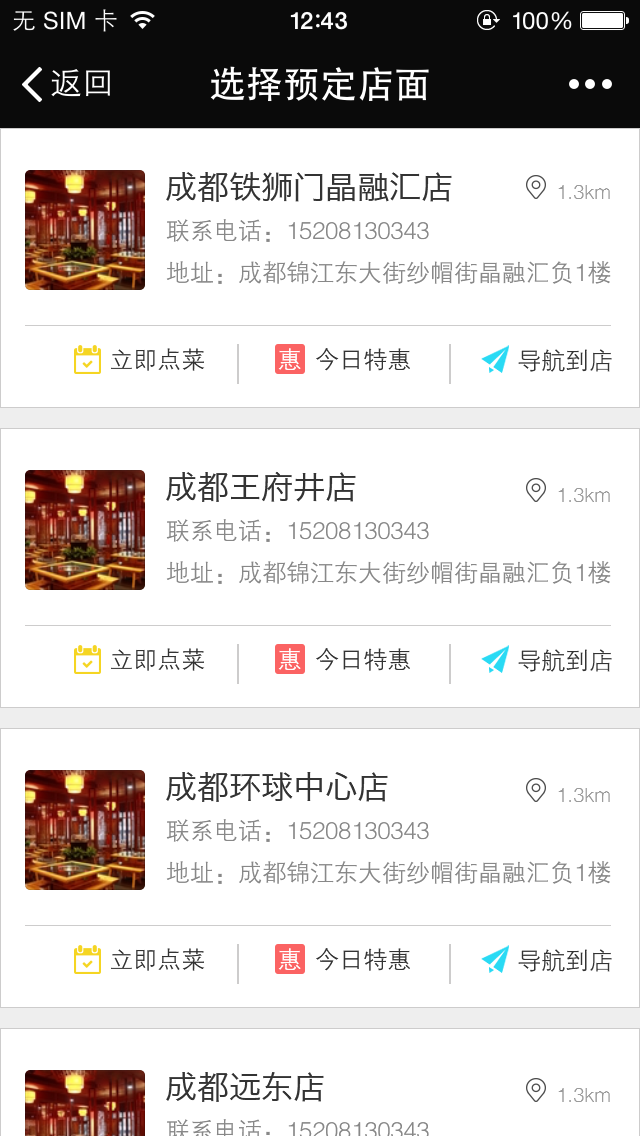 无 SIM 卡 12:43 100%
返回 选择预定店面
成都铁狮门晶融汇店 1.3km
联系电话：15208130343
地址：成都锦江东大街纱帽街晶融汇负1楼
立即点菜 惠 今日特惠 导航到店
成都王府井店 1.3km
联系电话：15208130343
地址：成都锦江东大街纱帽街晶融汇负1楼
立即点菜 惠 今日特惠 导航到店
成都环球中心店 1.3km
联系电话：15208130343
地址：成都锦江东大街纱帽街晶融汇负1楼
立即点菜 惠 今日特惠 导航到店
成都远东店 1.3km
联系电话：15208130343